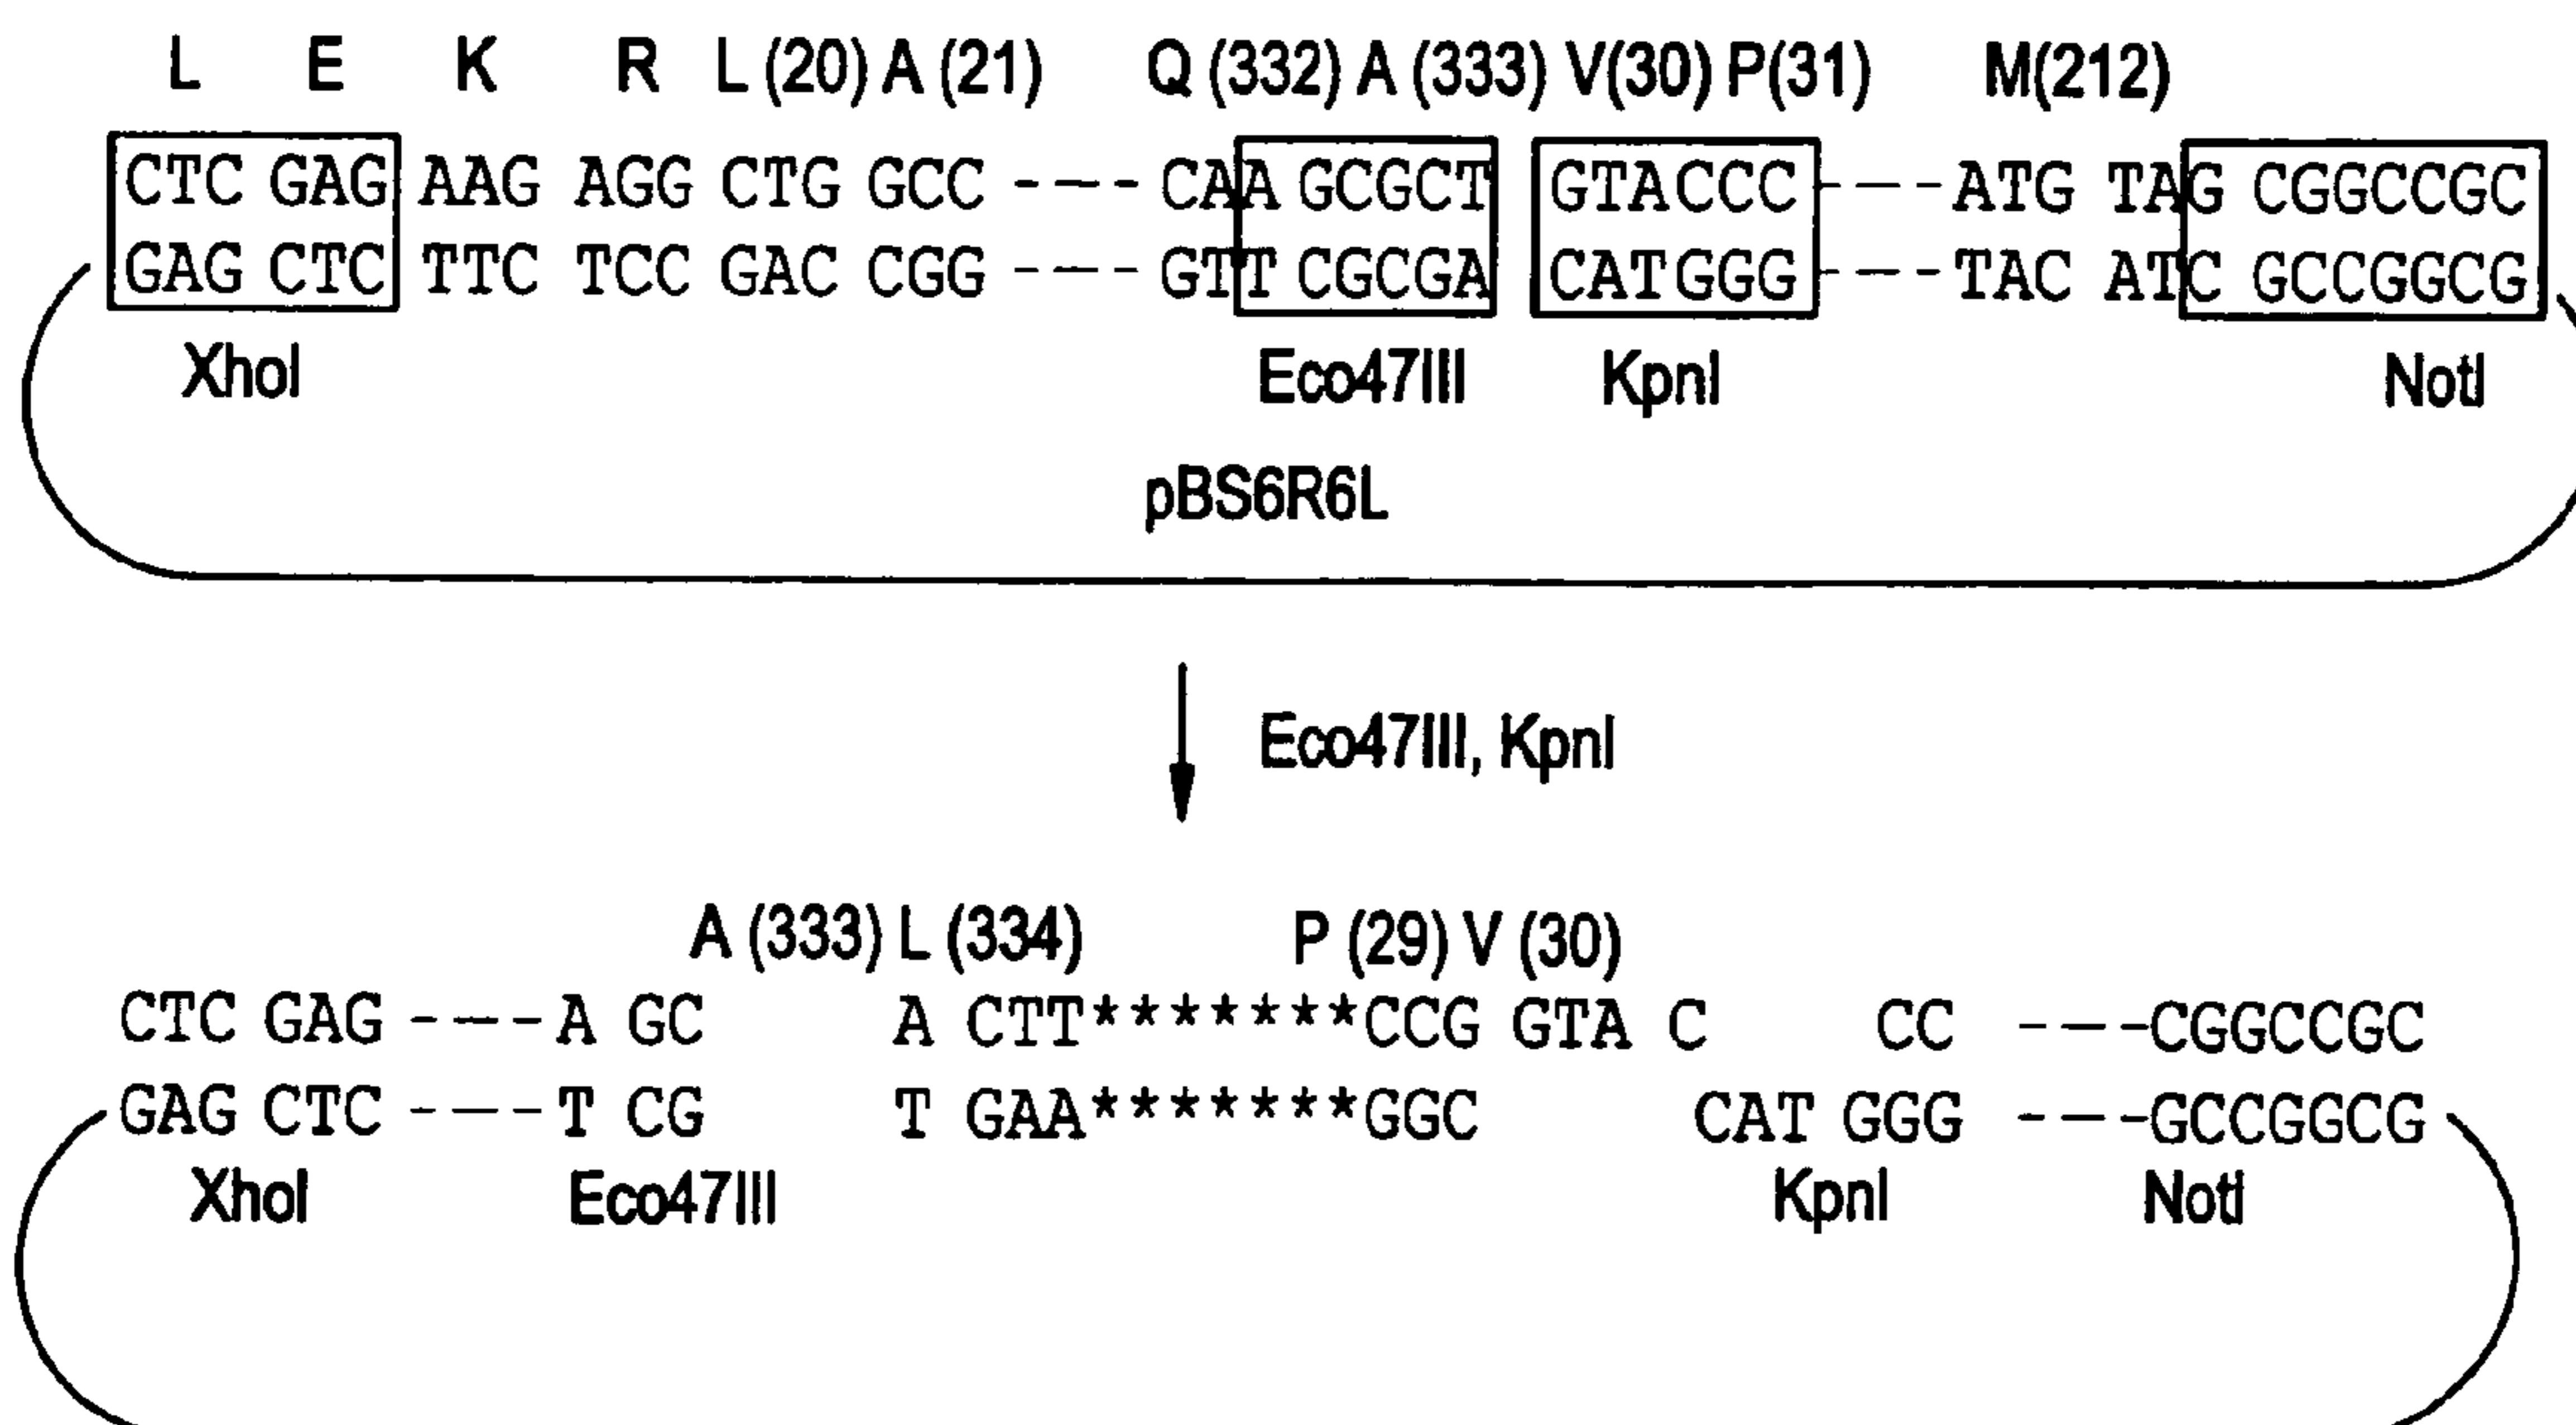 L E K R L (20) A (21) Q (332) A (333) V(30) P(31) M(212)
CTC GAG AAG AGG CTG GCC --- CAA GCGCT GTACCC --- ATG TAG CGGCCGC
GAG CTC TTC TCC GAC CGG --- GTT CGCGA CATGGG --- TAC ATC GCCGGCG
XhoI Eco47III KpnI NotI
pBS6R6L
Eco47III, KpnI
A (333) L (334) P (29) V (30)
CTC GAG --- A GC A CTT*******CCG GTA C CC ---CGGCCGC
GAG CTC --- T CG T GAA*******GGC CAT GGG ---GCCGGCG
XhoI Eco47III KpnI NotI